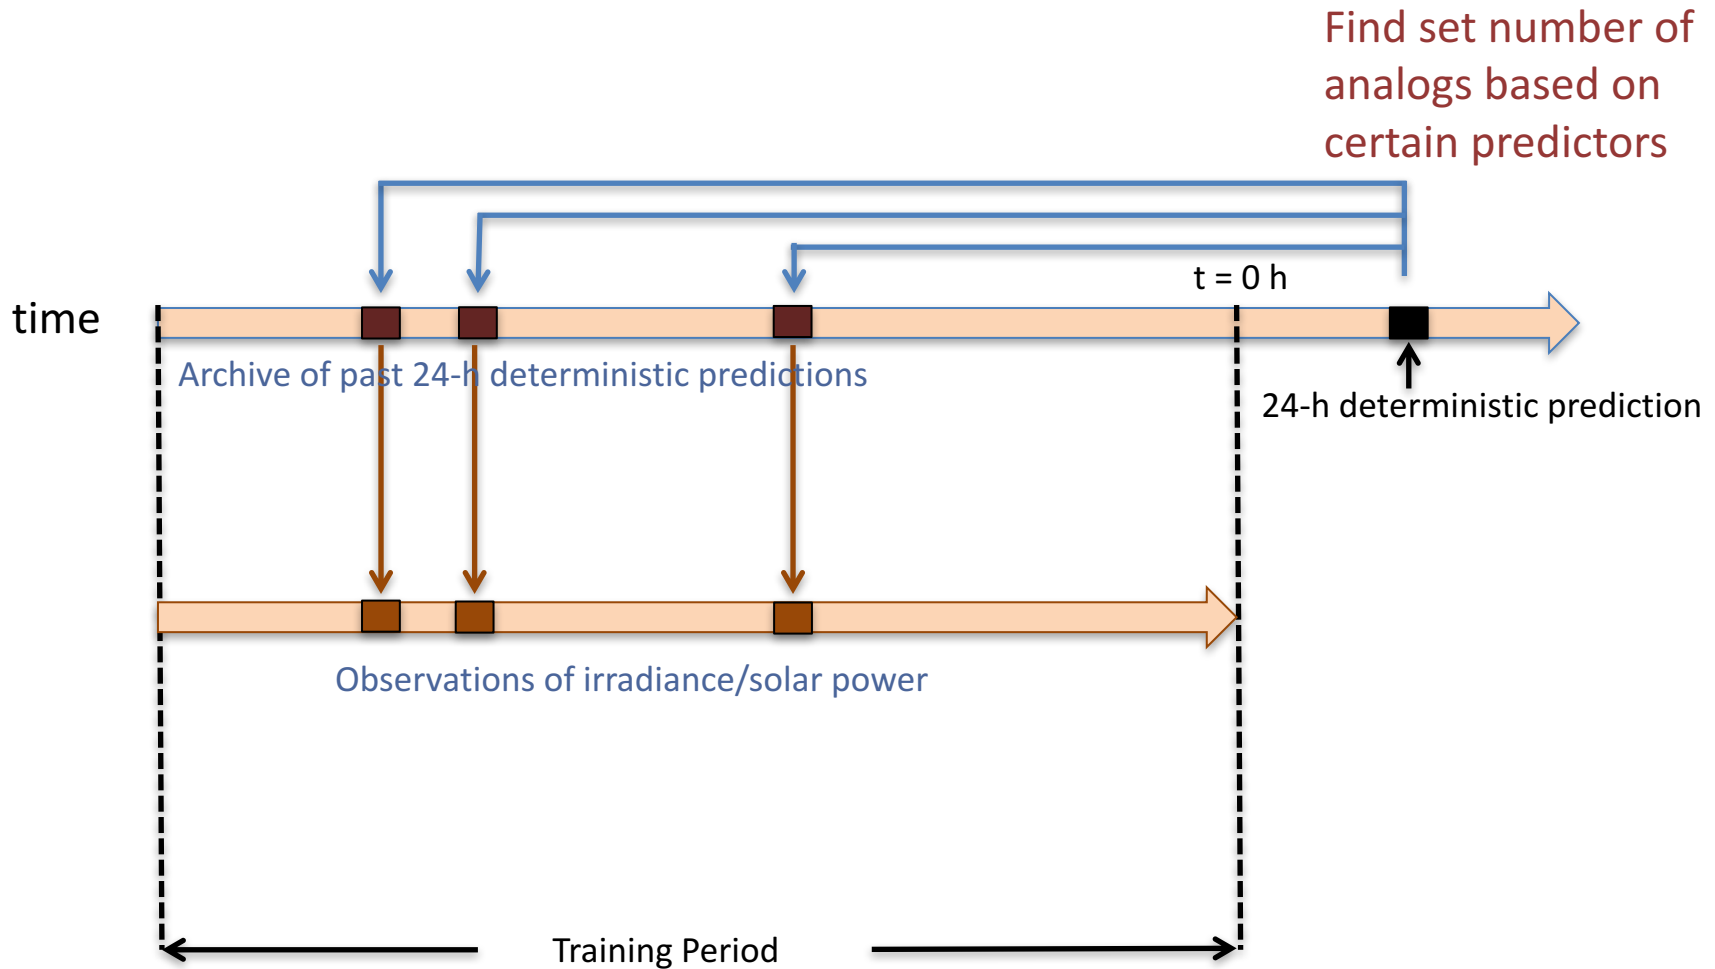 Find set number of
analogs based on
certain predictors
t = 0 h
time
Archive of past 24-h deterministic predictions
24-h deterministic prediction
Observations of irradiance/solar power
Training Period